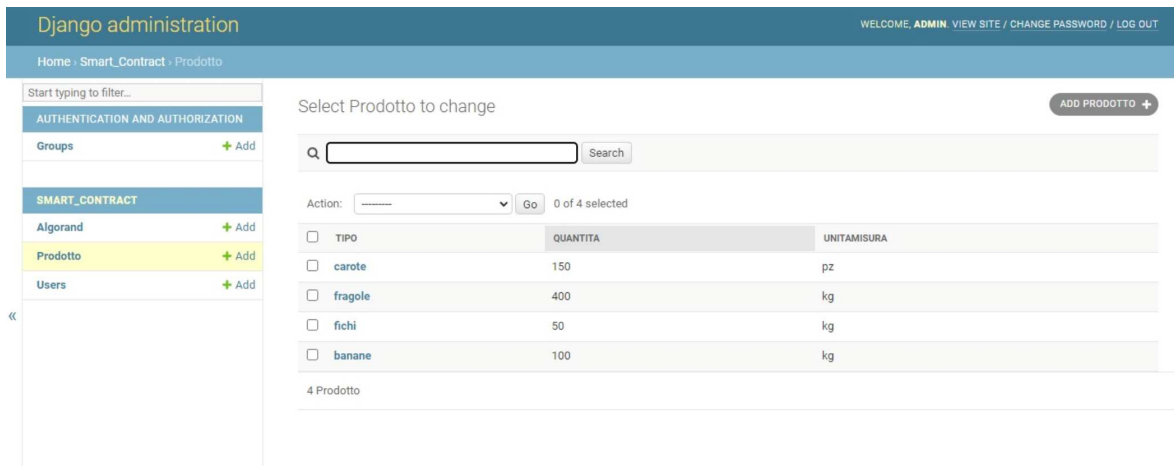 Django administration
WELCOME, ADMIN. VIEW SITE / CHANGE PASSWORD / LOG OUT
Home › Smart_Contract › Prodotto
Start typing to filter...
AUTHENTICATION AND AUTHORIZATION
Groups + Add
SMART_CONTRACT
Algorand + Add
Prodotto + Add
Users + Add
«
Select Prodotto to change
ADD PRODOTTO +
Search
Action: --------- Go 0 of 4 selected
TIPO QUANTITA UNITAMISURA
carote 150 pz
fragole 400 kg
fichi 50 kg
banane 100 kg
4 Prodotto